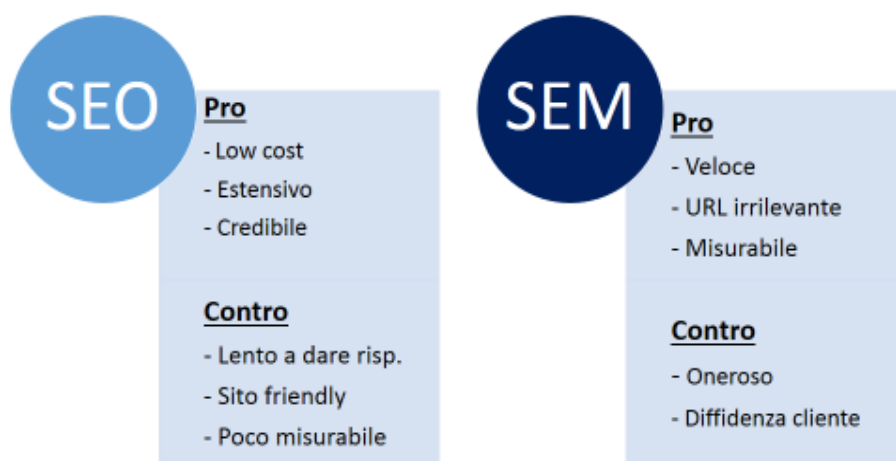 SEO
Pro
- Low cost
- Estensivo
- Credibile
Contro
- Lento a dare risp.
- Sito friendly
- Poco misurabile
SEM
Pro
- Veloce
- URL irrilevante
- Misurabile
Contro
- Oneroso
- Diffidenza cliente